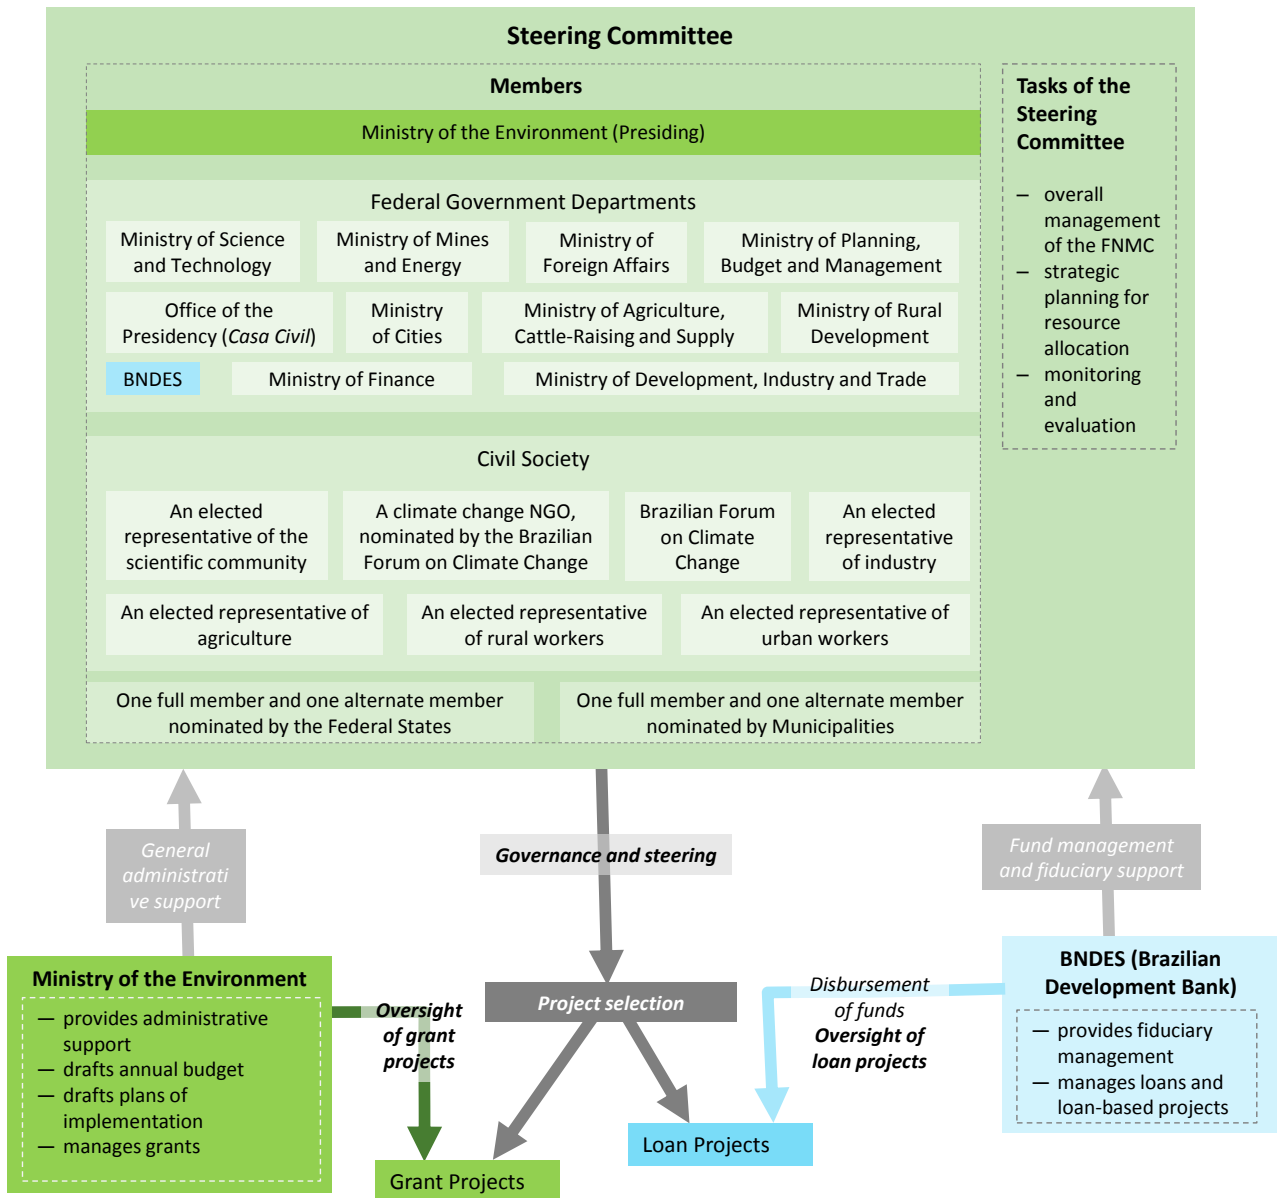 Steering Committee
Members
Ministry of the Environment (Presiding)
Federal Government Departments
Ministry of Science
and Technology
Ministry of Mines
and Energy
Ministry of
Foreign Affairs
Ministry of Planning,
Budget and Management
Office of the
Presidency (Casa Civil)
Ministry
of Cities
Ministry of Agriculture,
Cattle-Raising and Supply
Ministry of Rural
Development
BNDES
Ministry of Finance
Ministry of Development, Industry and Trade
Civil Society
An elected
representative of the
scientific community
A climate change NGO,
nominated by the Brazilian
Forum on Climate Change
Brazilian Forum
on Climate
Change
An elected
representative
of industry
An elected representative of
agriculture
An elected representative
of rural workers
An elected representative of
urban workers
One full member and one alternate member
nominated by the Federal States
One full member and one alternate member
nominated by Municipalities
Tasks of the
Steering
Committee
– overall
management
of the FNMC
– strategic
planning for
resource
allocation
– monitoring
and
evaluation
General
administrati
ve support
Governance and steering
Fund management
and fiduciary support
Ministry of the Environment
— provides administrative
support
— drafts annual budget
— drafts plans of
implementation
— manages grants
Oversight
of grant
projects
Project selection
Disbursement
of funds
Oversight of
loan projects
BNDES (Brazilian
Development Bank)
— provides fiduciary
management
— manages loans and
loan-based projects
Loan Projects
Grant Projects